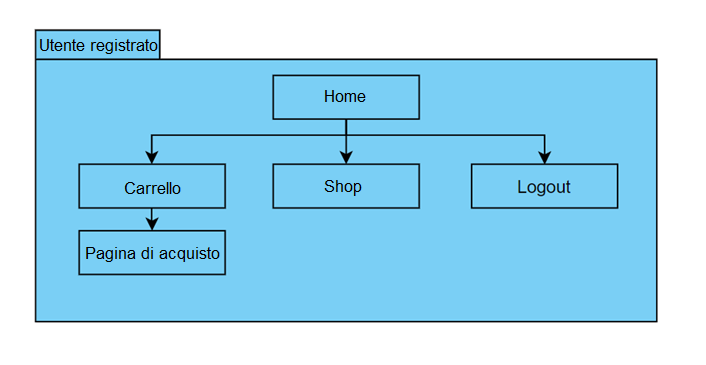 Utente registrato
Home
Carrello
Shop
Logout
Pagina di acquisto